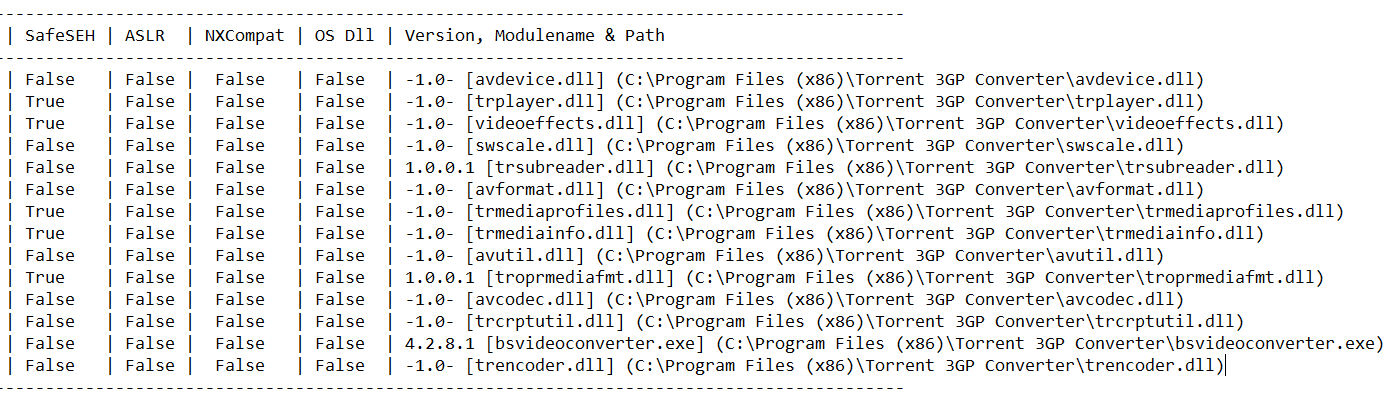 ------------------------------------------------------------------------------------------
| SafeSEH | ASLR | NXCompat | OS Dll | Version, Modulename & Path
------------------------------------------------------------------------------------------
| False | False | False | False | -1.0- [avdevice.dll] (C:\Program Files (x86)\Torrent 3GP Converter\avdevice.dll)
| True | False | False | False | -1.0- [trplayer.dll] (C:\Program Files (x86)\Torrent 3GP Converter\trplayer.dll)
| True | False | False | False | -1.0- [videoeffects.dll] (C:\Program Files (x86)\Torrent 3GP Converter\videoeffects.dll)
| False | False | False | False | -1.0- [swscale.dll] (C:\Program Files (x86)\Torrent 3GP Converter\swscale.dll)
| False | False | False | False | 1.0.0.1 [trsubreader.dll] (C:\Program Files (x86)\Torrent 3GP Converter\trsubreader.dll)
| False | False | False | False | -1.0- [avformat.dll] (C:\Program Files (x86)\Torrent 3GP Converter\avformat.dll)
| True | False | False | False | -1.0- [trmediaprofiles.dll] (C:\Program Files (x86)\Torrent 3GP Converter\trmediaprofiles.dll)
| True | False | False | False | -1.0- [trmediainfo.dll] (C:\Program Files (x86)\Torrent 3GP Converter\trmediainfo.dll)
| False | False | False | False | -1.0- [avutil.dll] (C:\Program Files (x86)\Torrent 3GP Converter\avutil.dll)
| True | False | False | False | 1.0.0.1 [troprmediafmt.dll] (C:\Program Files (x86)\Torrent 3GP Converter\troprmediafmt.dll)
| False | False | False | False | -1.0- [avcodec.dll] (C:\Program Files (x86)\Torrent 3GP Converter\avcodec.dll)
| False | False | False | False | -1.0- [trcrptutil.dll] (C:\Program Files (x86)\Torrent 3GP Converter\trcrptutil.dll)
| False | False | False | False | 4.2.8.1 [bsvideoconverter.exe] (C:\Program Files (x86)\Torrent 3GP Converter\bsvideoconverter.exe)
| False | False | False | False | -1.0- [trencoder.dll] (C:\Program Files (x86)\Torrent 3GP Converter\trencoder.dll)
------------------------------------------------------------------------------------------